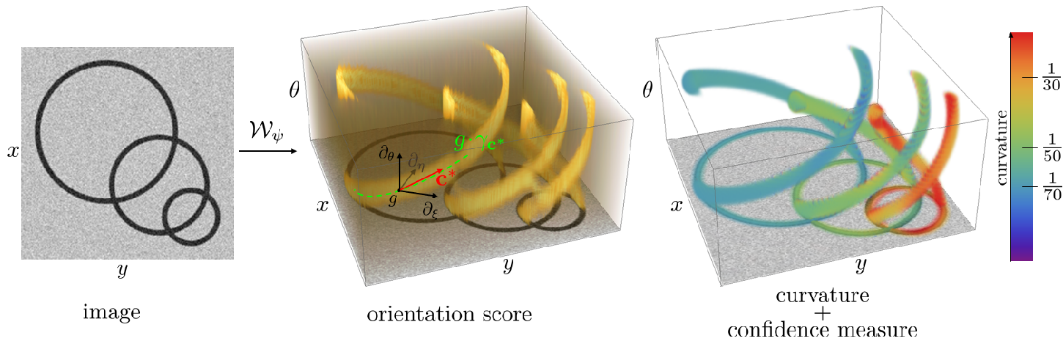 x
y
image
𝒲_ψ
θ
∂_θ
∂_η
g^{c*}
c*
g
∂_ξ
x
y
orientation score
θ
x
y
curvature
+
confidence measure
curvature
1/30
1/50
1/70